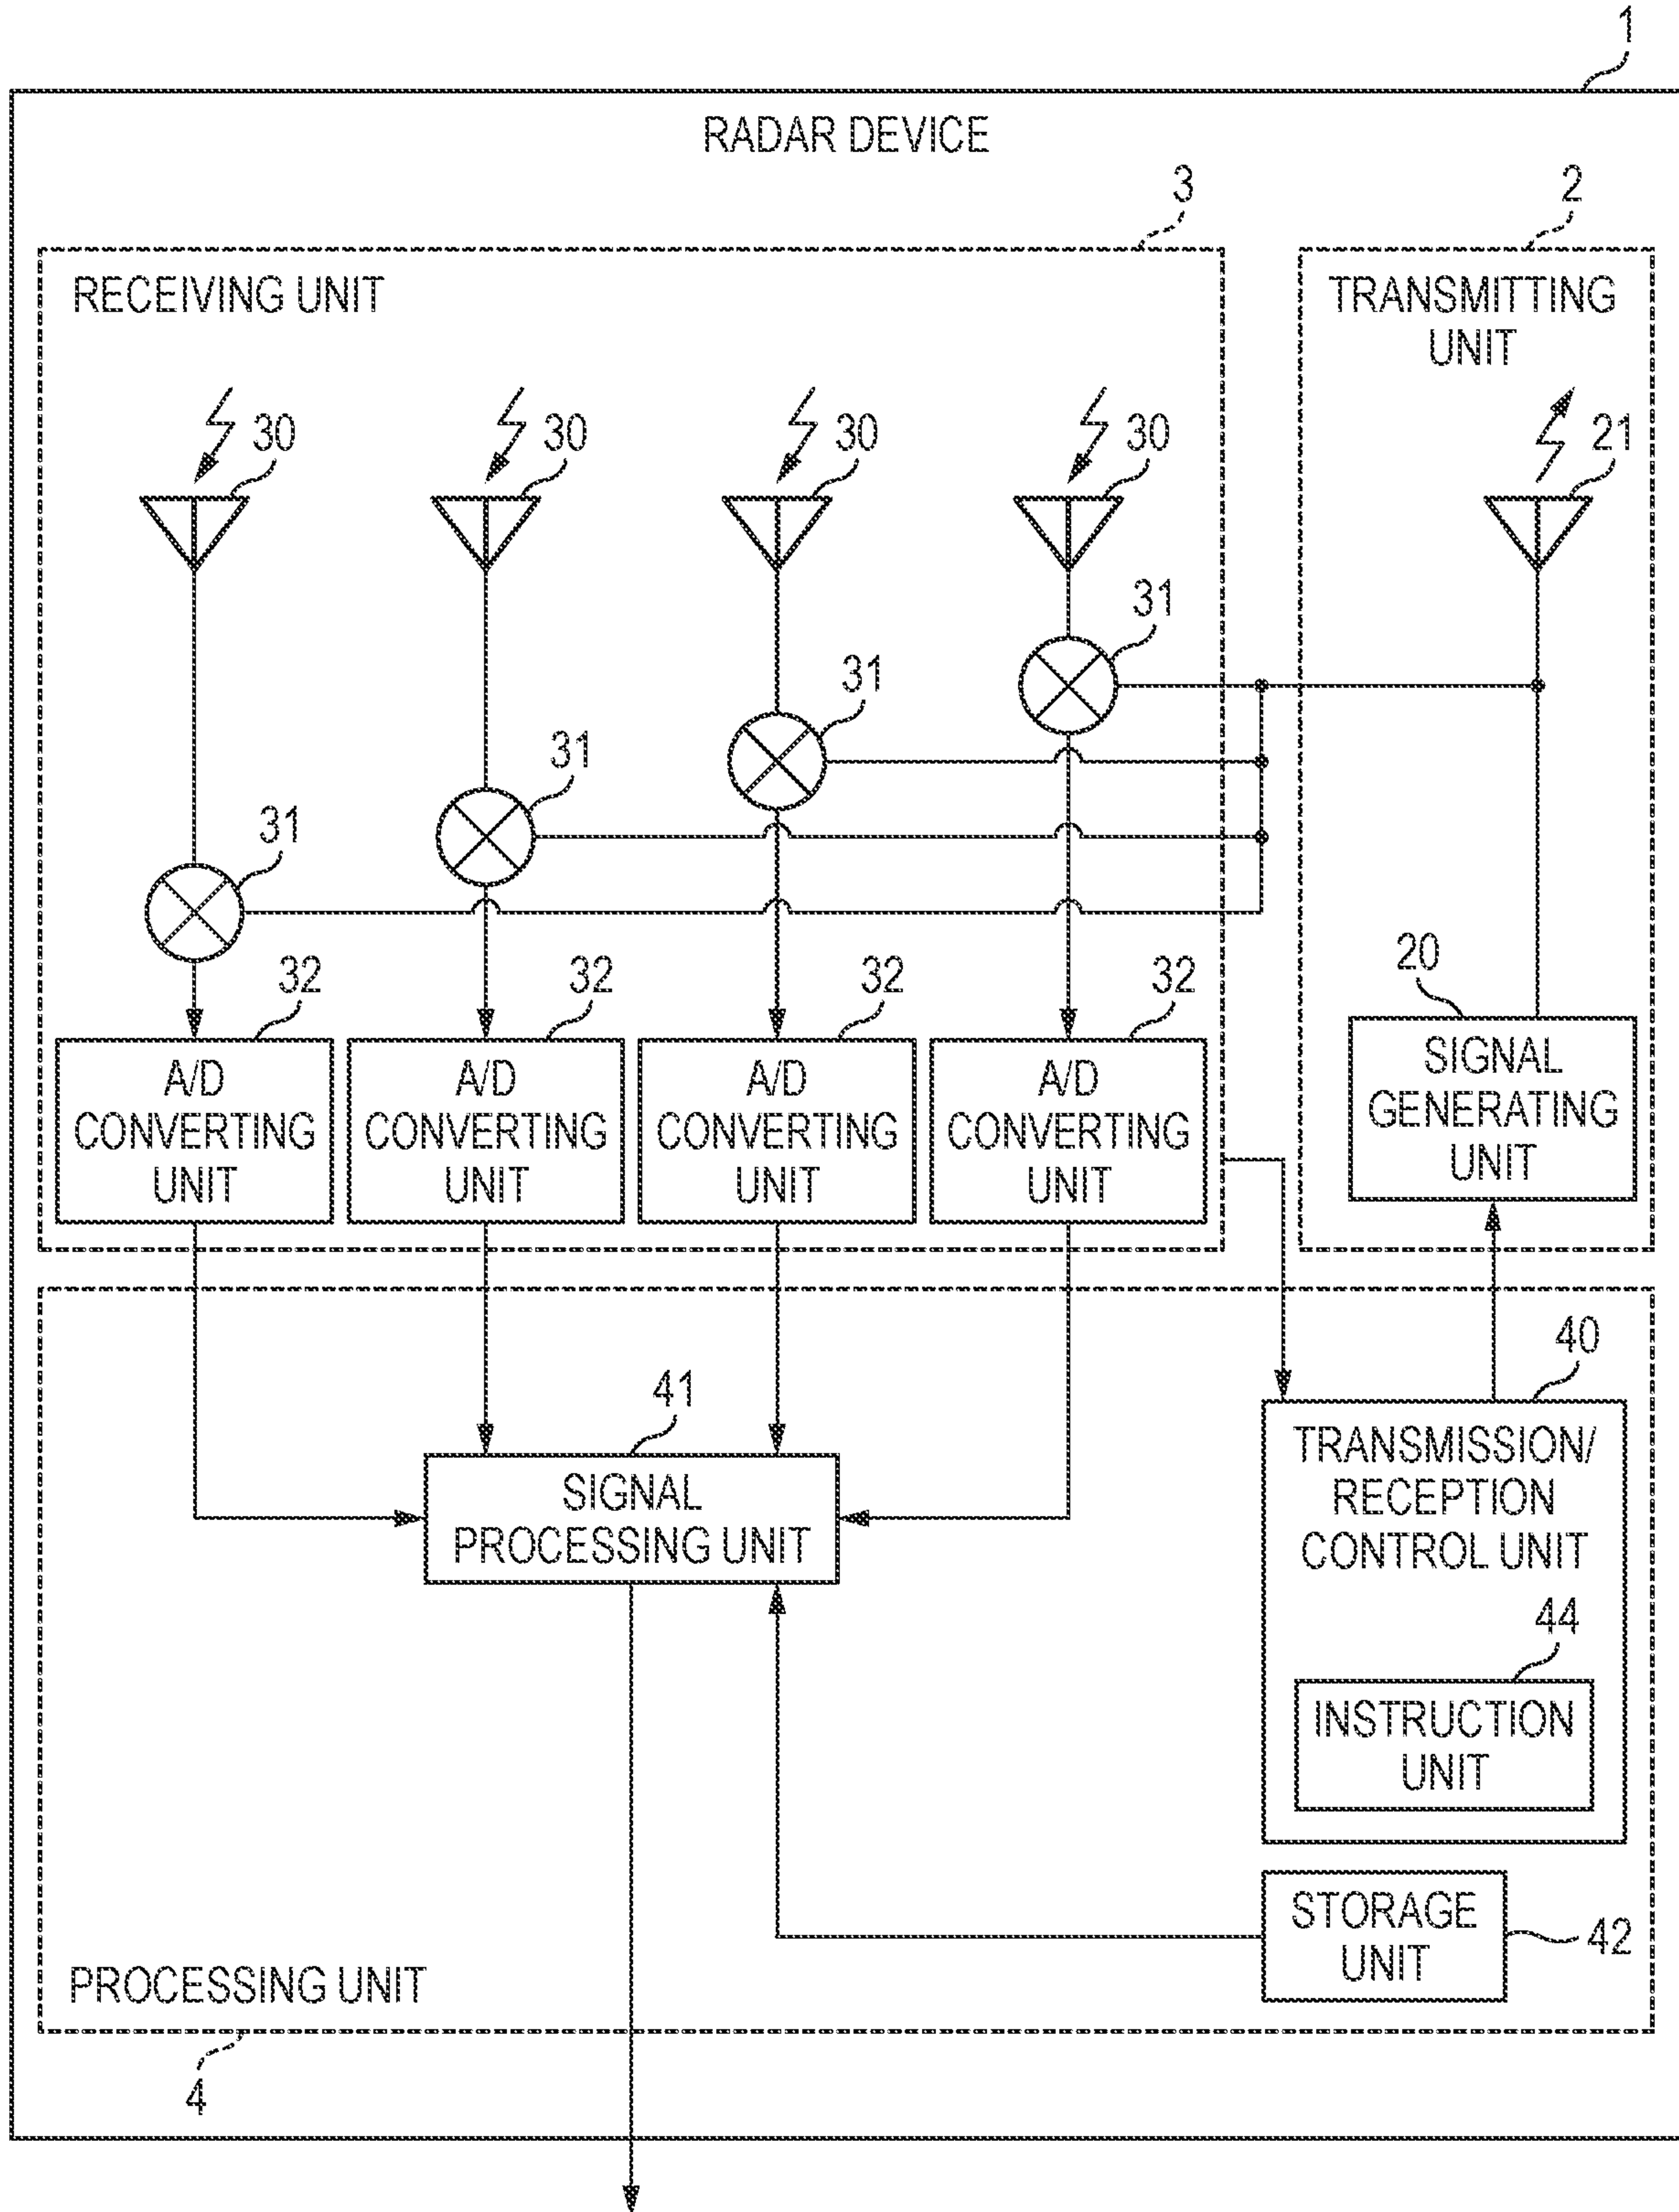 1
RADAR DEVICE
3
2
RECEIVING UNIT
TRANSMITTING
UNIT
30
30
30
30
21
31
31
31
31
20
32
32
32
32
A/D
CONVERTING
UNIT
A/D
CONVERTING
UNIT
A/D
CONVERTING
UNIT
A/D
CONVERTING
UNIT
SIGNAL
GENERATING
UNIT
40
41
SIGNAL
PROCESSING UNIT
TRANSMISSION/
RECEPTION
CONTROL UNIT
44
INSTRUCTION
UNIT
STORAGE
UNIT
42
PROCESSING UNIT
4